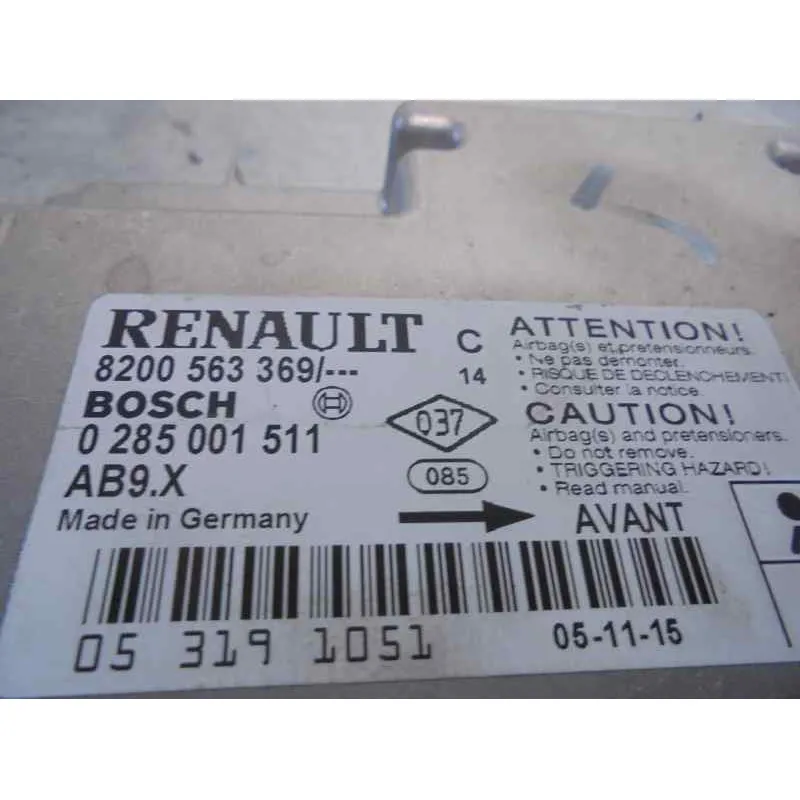 RENAULT
8200 563 369/---
C
14
BOSCH
0 285 001 511
037
085
AB9.X
Made in Germany
ATTENTION!
Airbag(s) et pretensionneurs.
• Ne pas demonter.
• RISQUE DE DECLENCHEMENT!
• Consulter la notice.
CAUTION!
Airbag(s) and pretensioners.
• Do not remove.
• TRIGGERING HAZARD!
• Read manual.
AVANT
05 319 1051
05-11-15